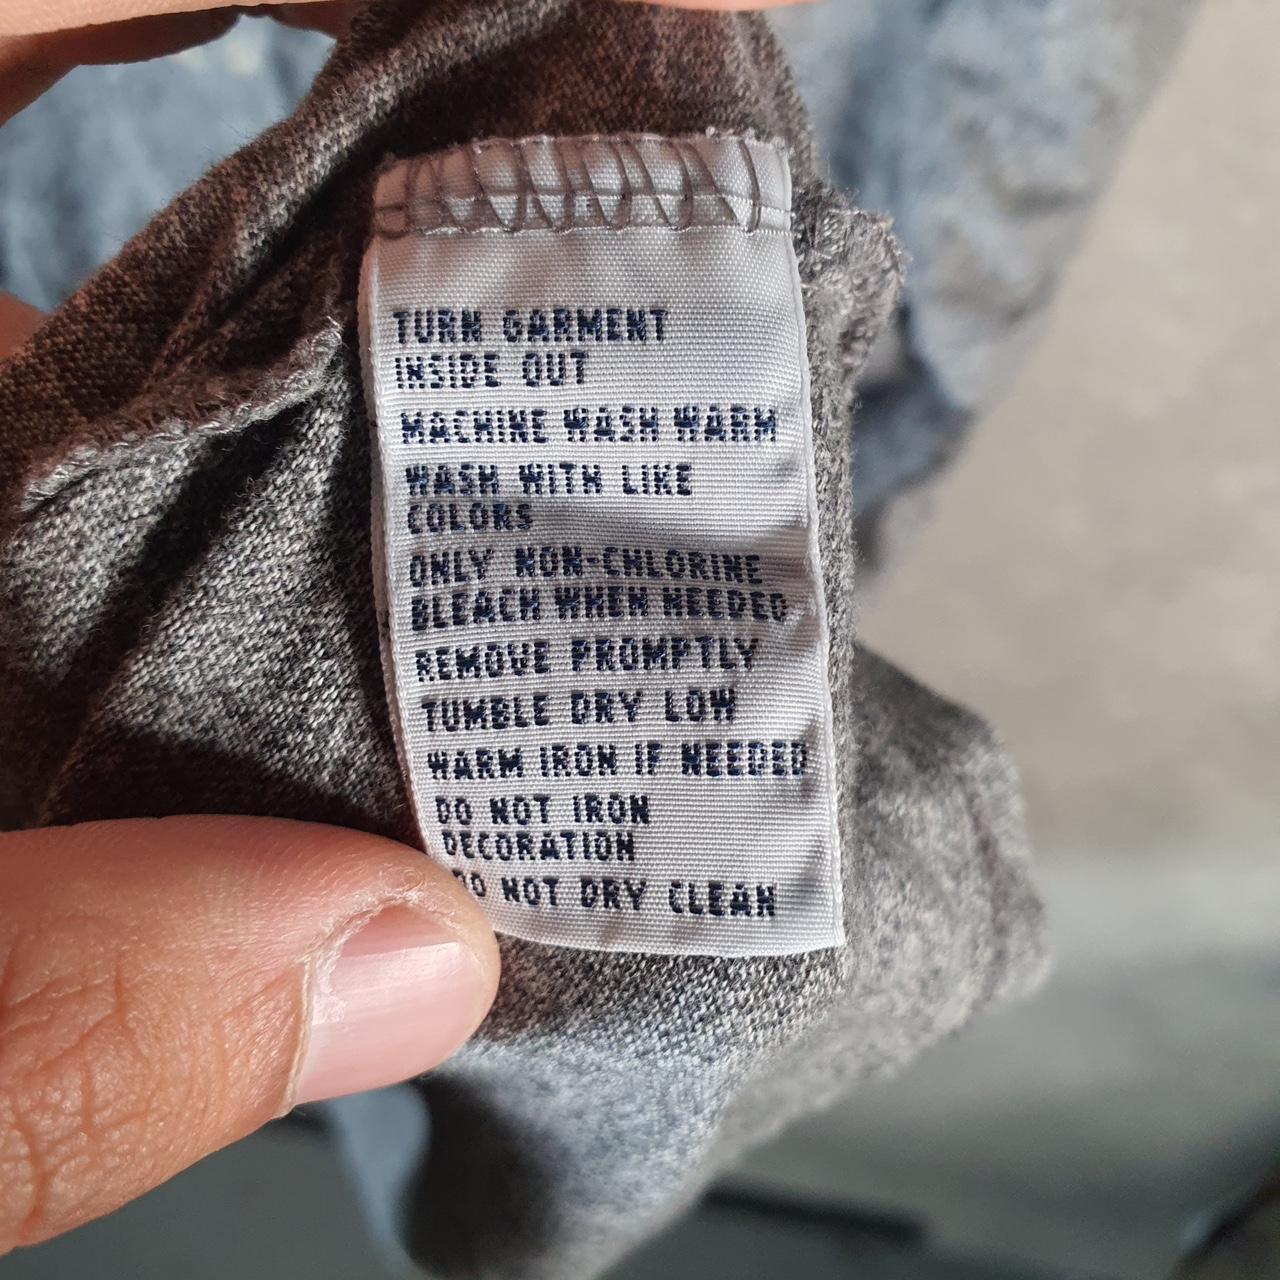 TURN GARMENT
INSIDE OUT
MACHINE WASH WARM
WASH WITH LIKE
COLORS
ONLY NON-CHLORINE
BLEACH WHEN NEEDED
REMOVE PROMPTLY
TUMBLE DRY LOW
WARM IRON IF NEEDED
DO NOT IRON
DECORATION
DO NOT DRY CLEAN